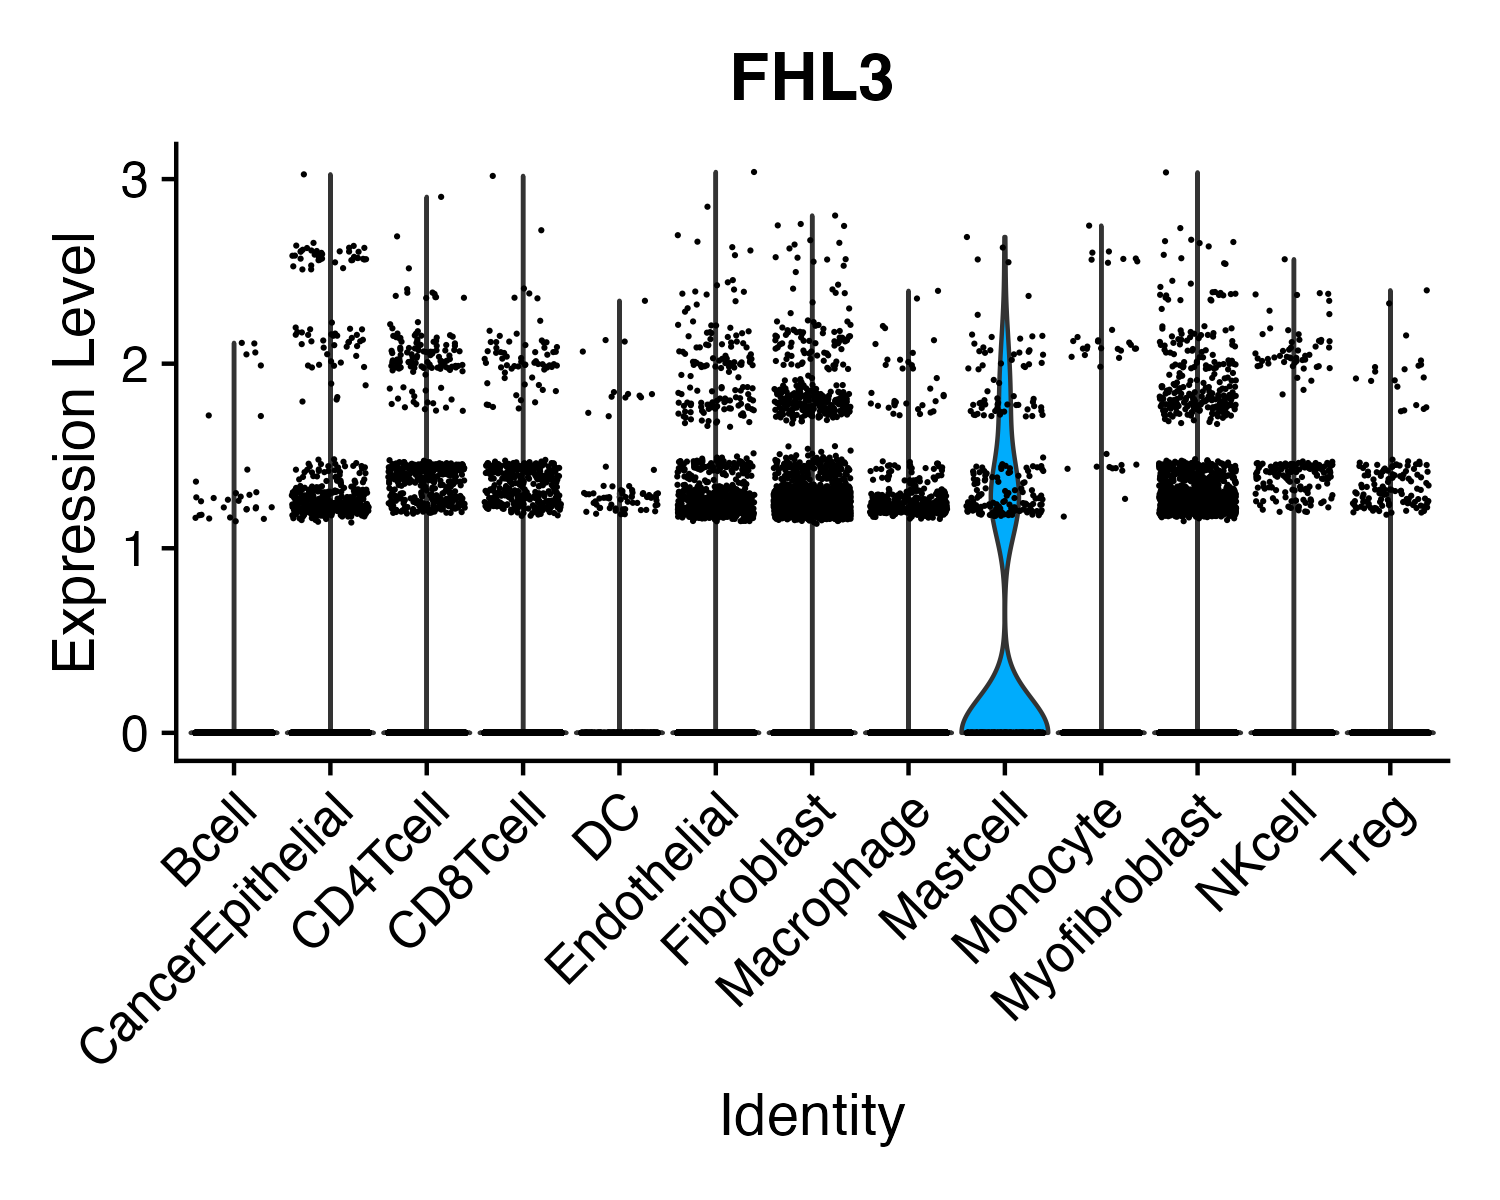 FHL3
Expression Level
3
2
1
0
Bcell
CancerEpithelial
CD4Tcell
CD8Tcell
DC
Endothelial
Fibroblast
Macrophage
Mastcell
Monocyte
Myofibroblast
NKcell
Treg
Identity